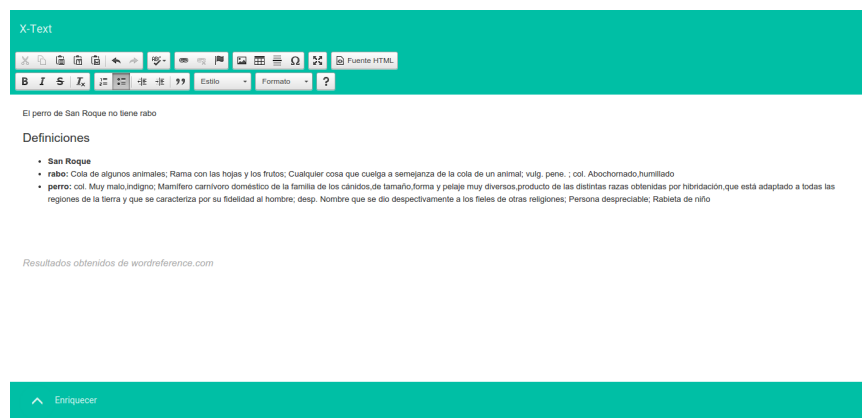 X-Text
ABC
Ω
Fuente HTML
B I S Ix
Estilo
Formato
?
El perro de San Roque no tiene rabo
Definiciones
San Roque
rabo: Cola de algunos animales; Rama con las hojas y los frutos; Cualquier cosa que cuelga a semejanza de la cola de un animal; vulg. pene. ; col. Abochornado,humillado
perro: col. Muy malo,indigno; Mamífero carnívoro doméstico de la familia de los cánidos,de tamaño,forma y pelaje muy diversos,producto de las distintas razas obtenidas por hibridación,que está adaptado a todas las
regiones de la tierra y que se caracteriza por su fidelidad al hombre; desp. Nombre que se dio despectivamente a los fieles de otras religiones; Persona despreciable; Rabieta de niño
Resultados obtenidos de wordreference.com
Enriquecer